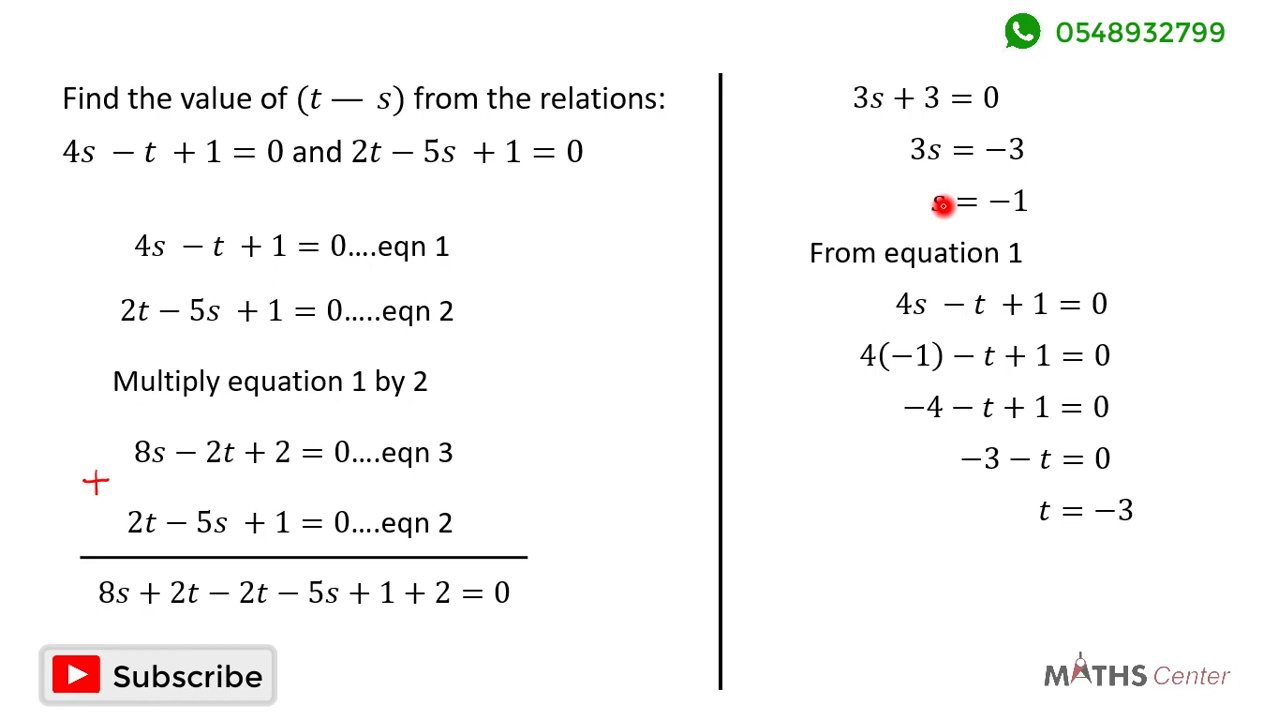 0548932799
Find the value of (t — s) from the relations:
4s − t + 1 = 0 and 2t − 5s + 1 = 0
4s − t + 1 = 0….eqn 1
2t − 5s + 1 = 0…..eqn 2
Multiply equation 1 by 2
8s − 2t + 2 = 0….eqn 3
+
2t − 5s + 1 = 0….eqn 2
8s + 2t − 2t − 5s + 1 + 2 = 0
Subscribe
3s + 3 = 0
3s = −3
s = −1
From equation 1
4s − t + 1 = 0
4(−1) − t + 1 = 0
−4 − t + 1 = 0
−3 − t = 0
t = −3
MATHS Center